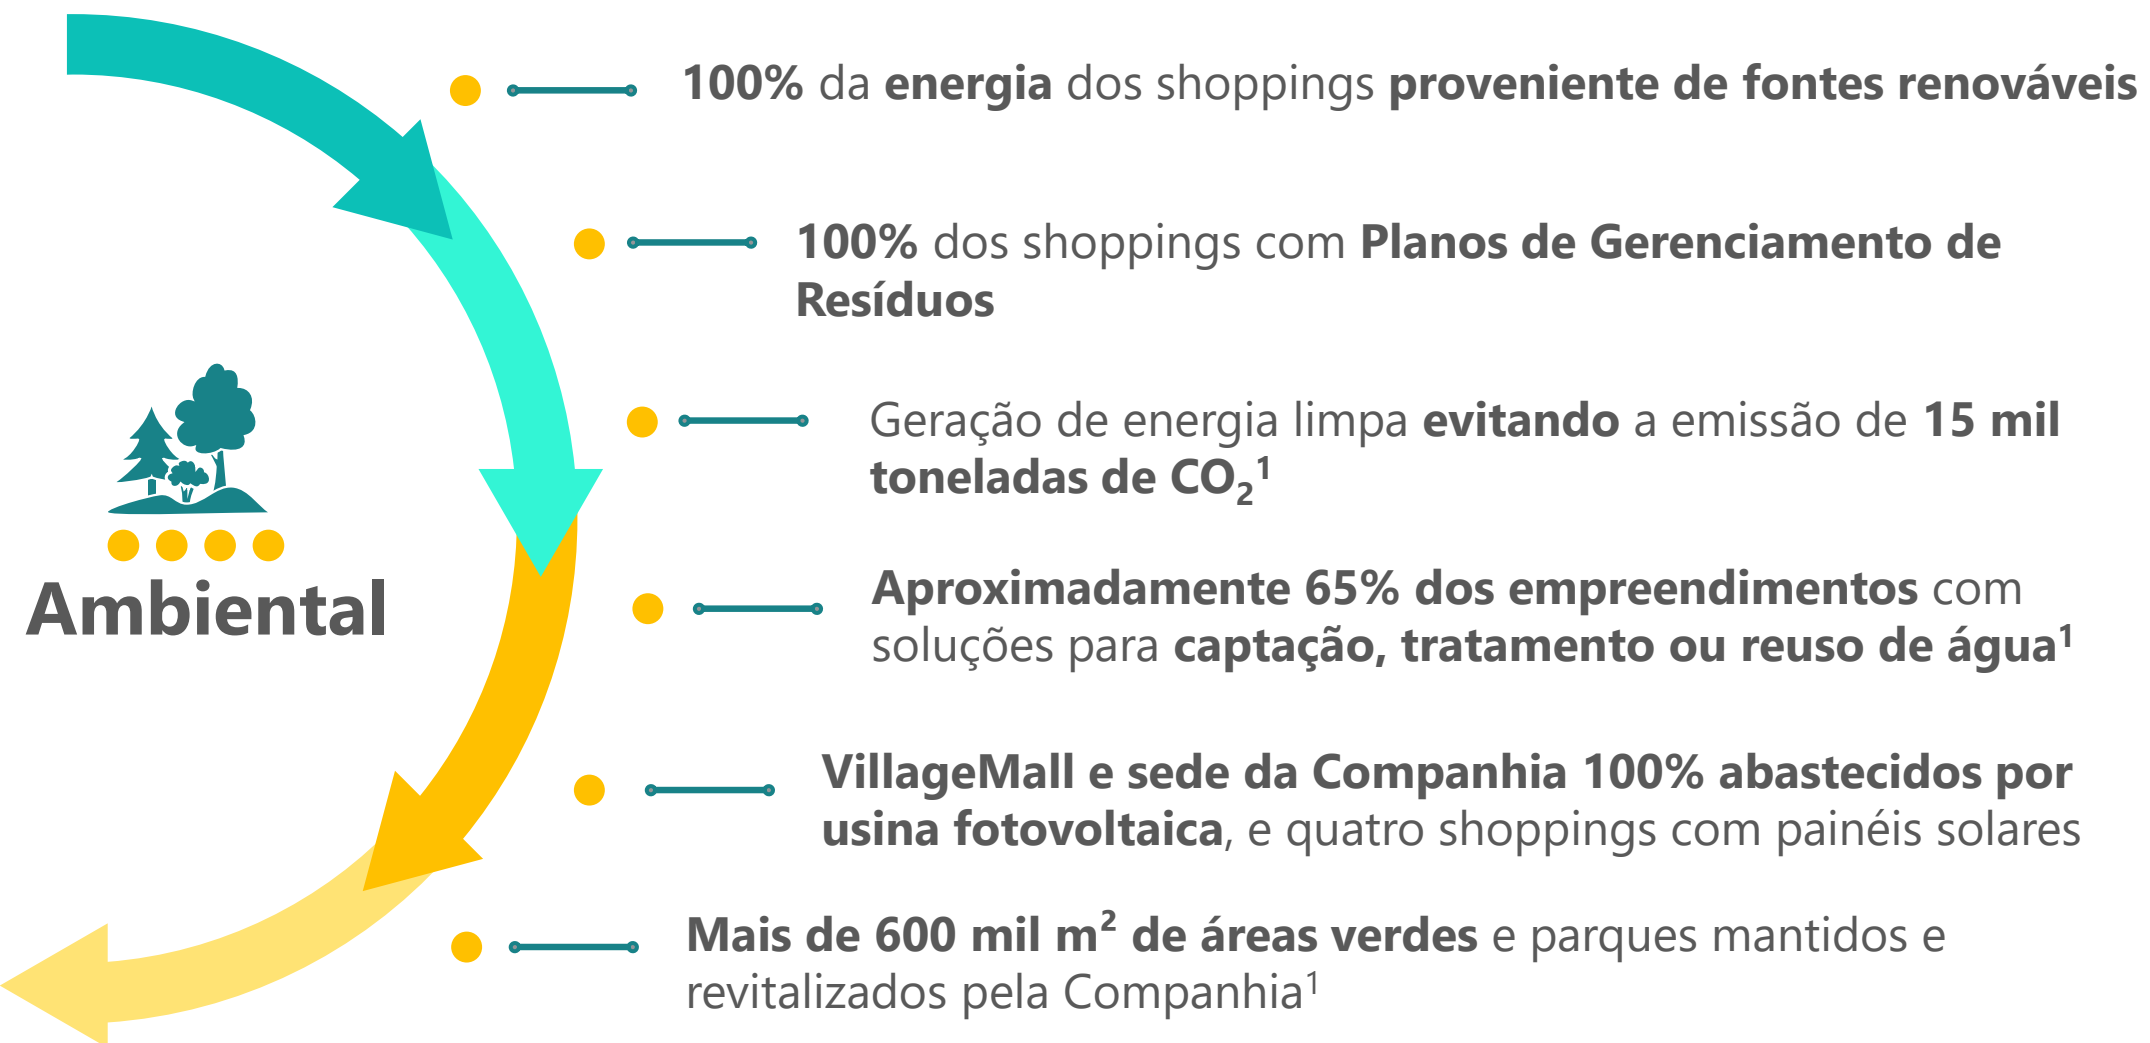 100% da energia dos shoppings proveniente de fontes renováveis
100% dos shoppings com Planos de Gerenciamento de
Resíduos
Geração de energia limpa evitando a emissão de 15 mil
toneladas de CO₂¹
Ambiental
Aproximadamente 65% dos empreendimentos com
soluções para captação, tratamento ou reuso de água¹
VillageMall e sede da Companhia 100% abastecidos por
usina fotovoltaica, e quatro shoppings com painéis solares
Mais de 600 mil m² de áreas verdes e parques mantidos e
revitalizados pela Companhia¹